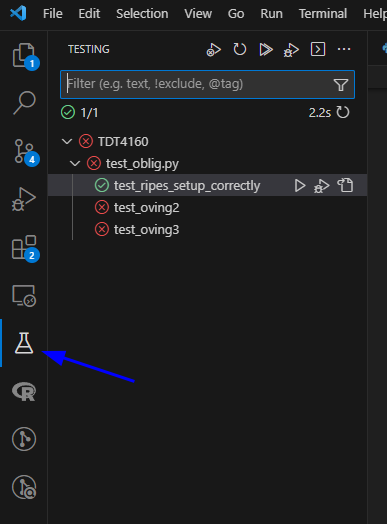 File Edit Selection View Go Run Terminal Help
TESTING
Filter (e.g. text, !exclude, @tag)
1/1 2.2s
TDT4160
test_oblig.py
test_ripes_setup_correctly
test_oving2
test_oving3
1
4
2
R